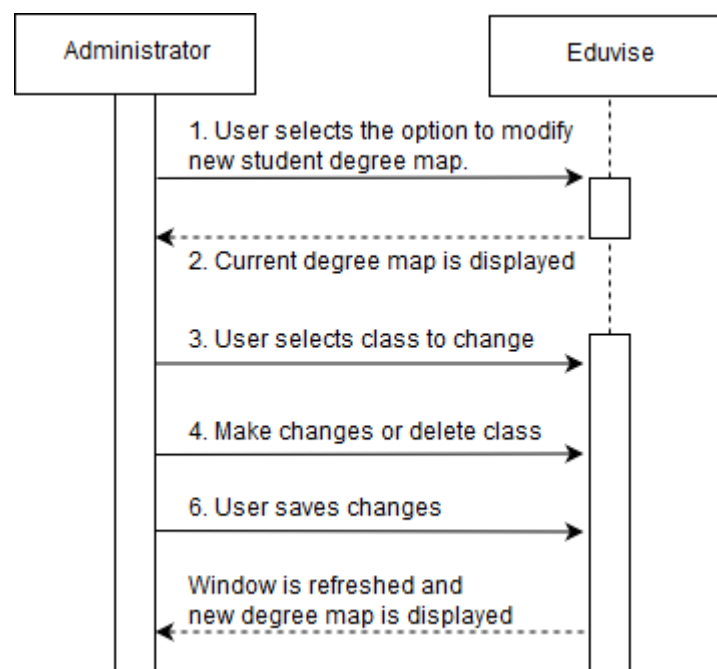 Administrator
Eduvise
1. User selects the option to modify
new student degree map.
2. Current degree map is displayed
3. User selects class to change
4. Make changes or delete class
6. User saves changes
Window is refreshed and
new degree map is displayed